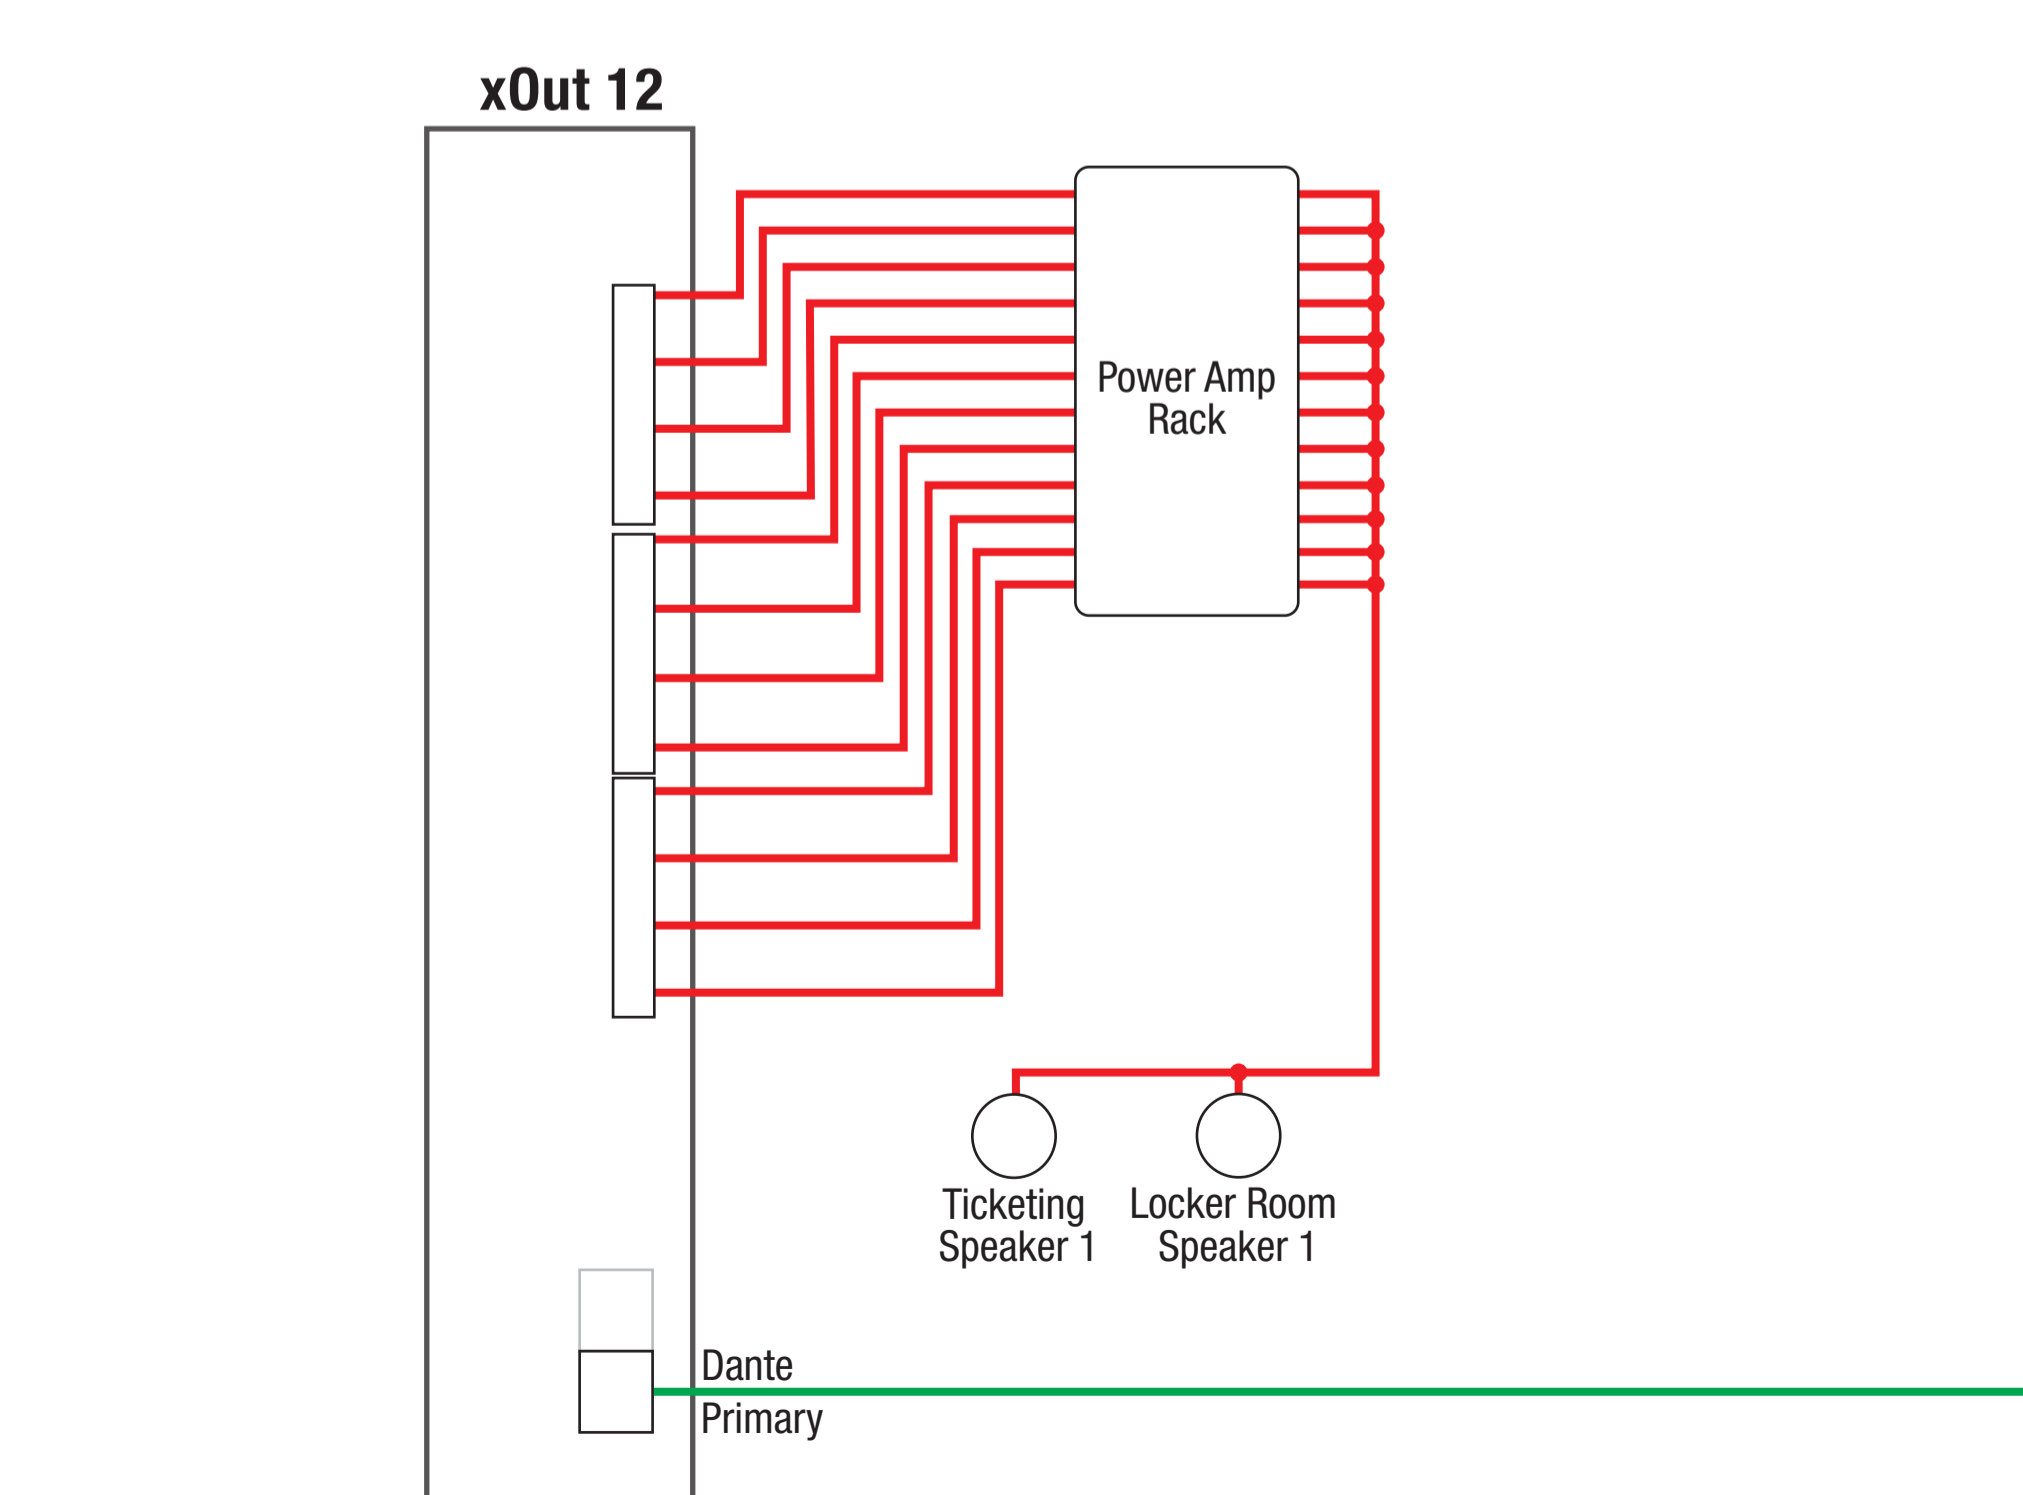 xOut 12
Power Amp
Rack
Ticketing
Speaker 1
Locker Room
Speaker 1
Dante
Primary